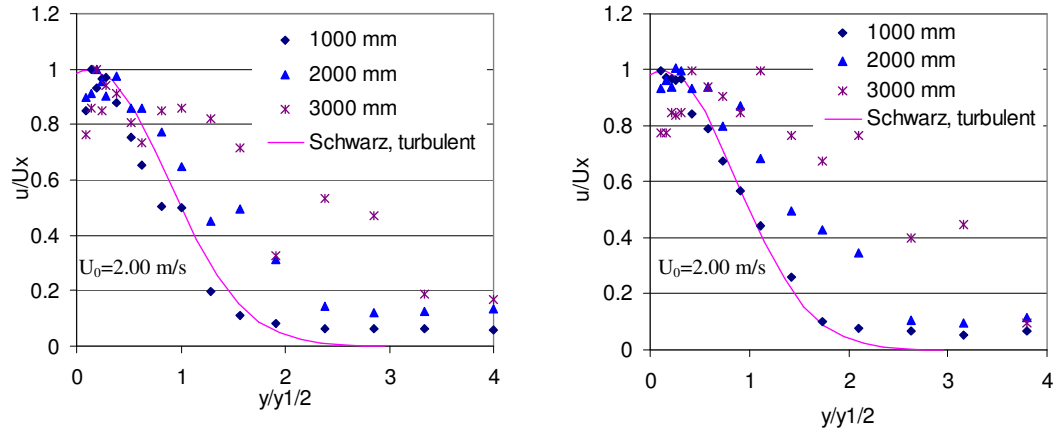 1.2
1
0.8
0.6
0.4
0.2
0
u/Ux
1000 mm
2000 mm
3000 mm
Schwarz, turbulent
U0=2.00 m/s
0 1 2 3 4
y/y1/2
1.2
1
0.8
0.6
0.4
0.2
0
u/Ux
1000 mm
2000 mm
3000 mm
Schwarz, turbulent
U0=2.00 m/s
0 1 2 3 4
y/y1/2